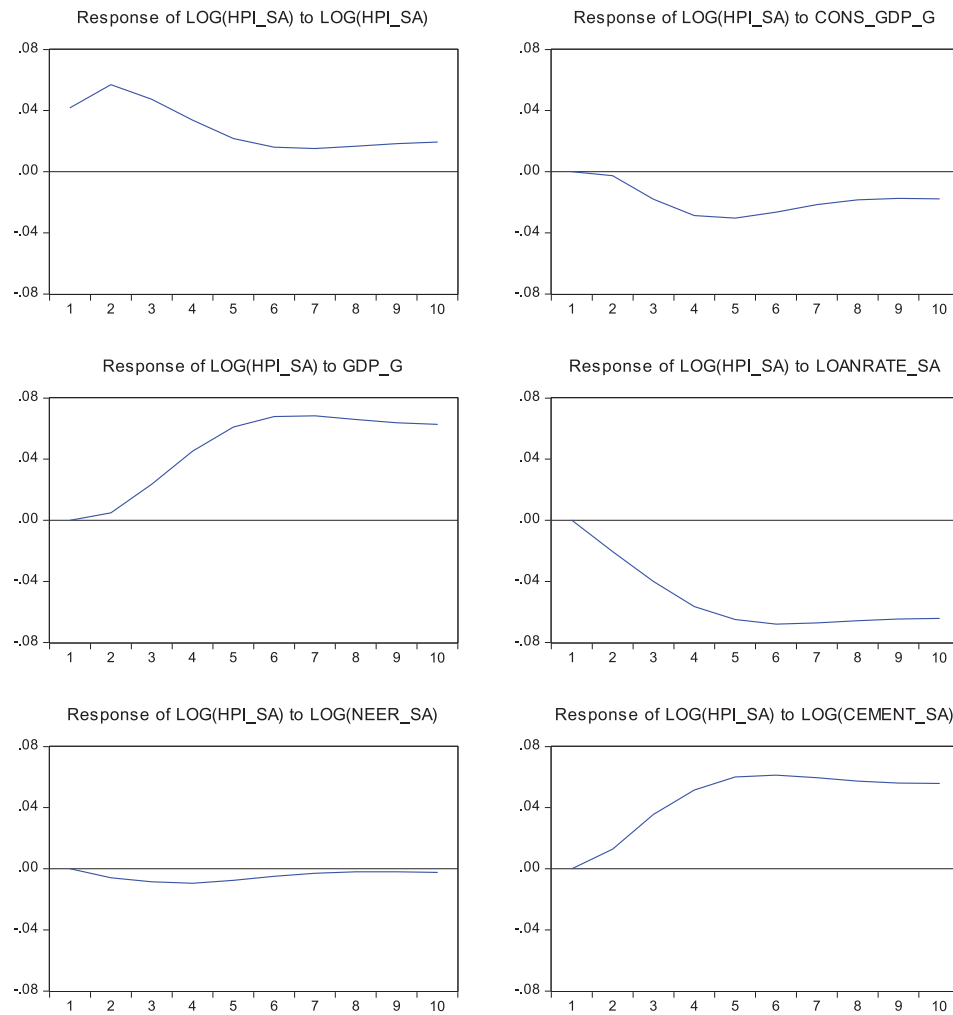 Response of LOG(HPI_SA) to LOG(HPI_SA)
.08
.04
.00
-.04
-.08
1 2 3 4 5 6 7 8 9 10
Response of LOG(HPI_SA) to CONS_GDP_G
.08
.04
.00
-.04
-.08
1 2 3 4 5 6 7 8 9 10
Response of LOG(HPI_SA) to GDP_G
.08
.04
.00
-.04
-.08
1 2 3 4 5 6 7 8 9 10
Response of LOG(HPI_SA) to LOANRATE_SA
.08
.04
.00
-.04
-.08
1 2 3 4 5 6 7 8 9 10
Response of LOG(HPI_SA) to LOG(NEER_SA)
.08
.04
.00
-.04
-.08
1 2 3 4 5 6 7 8 9 10
Response of LOG(HPI_SA) to LOG(CEMENT_SA)
.08
.04
.00
-.04
-.08
1 2 3 4 5 6 7 8 9 10